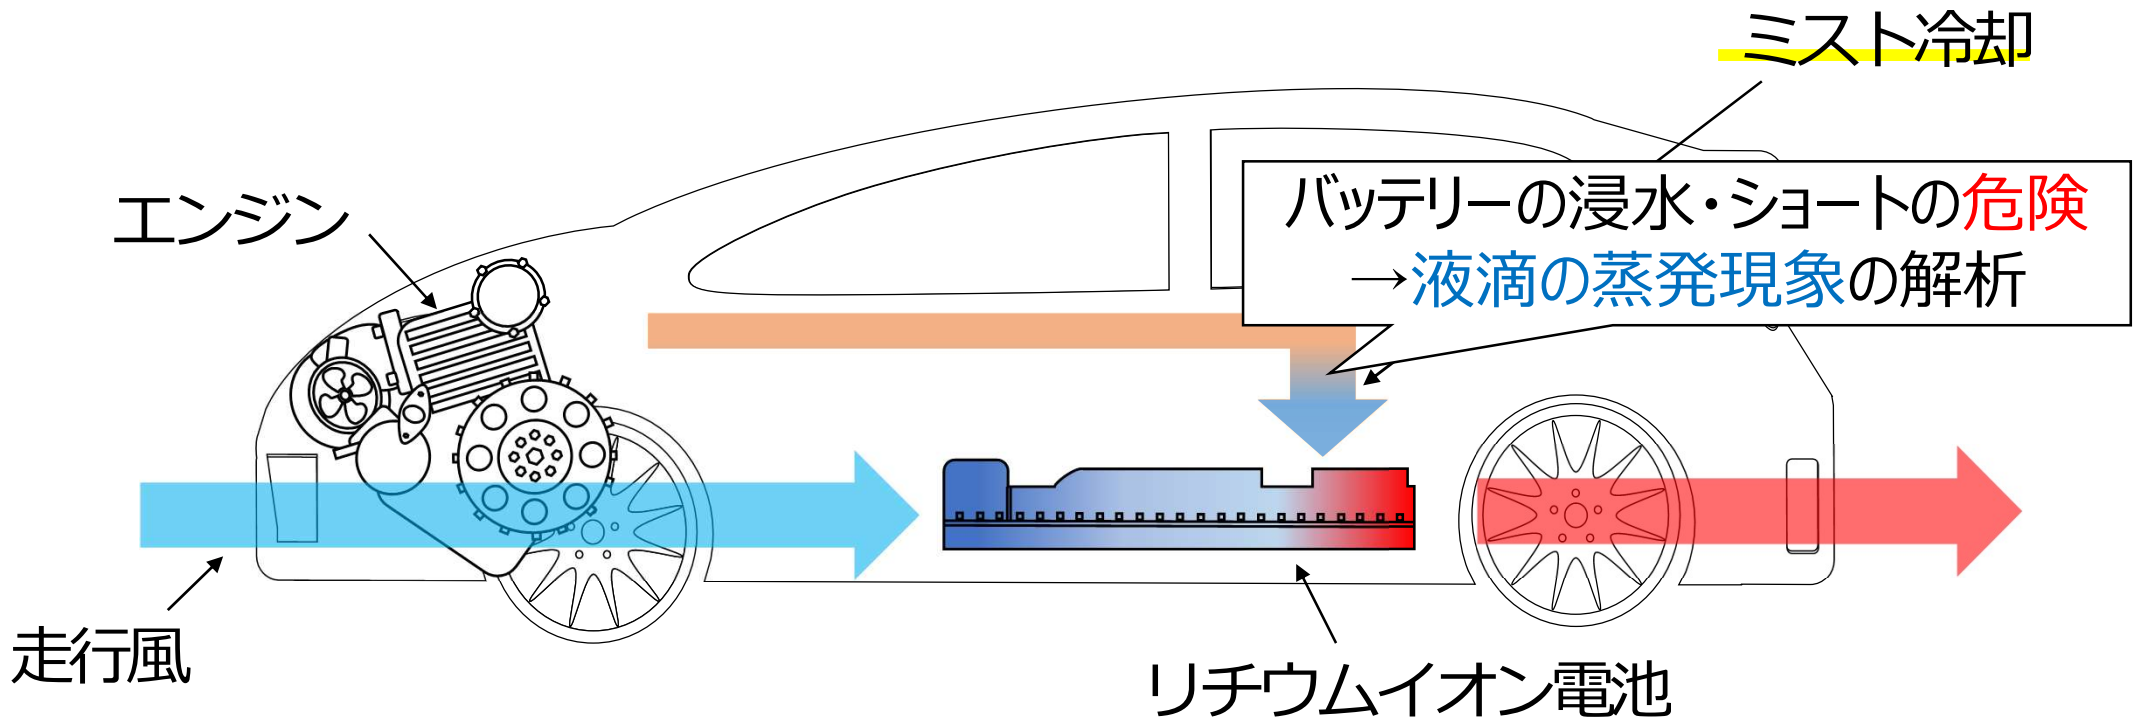 ミスト冷却
バッテリーの浸水・ショートの危険
→液滴の蒸発現象の解析
エンジン
走行風
リチウムイオン電池